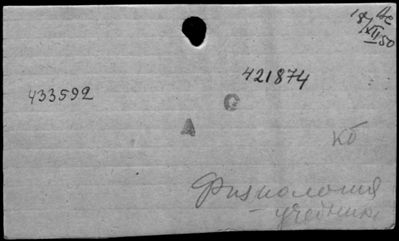 18/XII 50
421874
433592
С
А
кб
Физиология
- учебник.